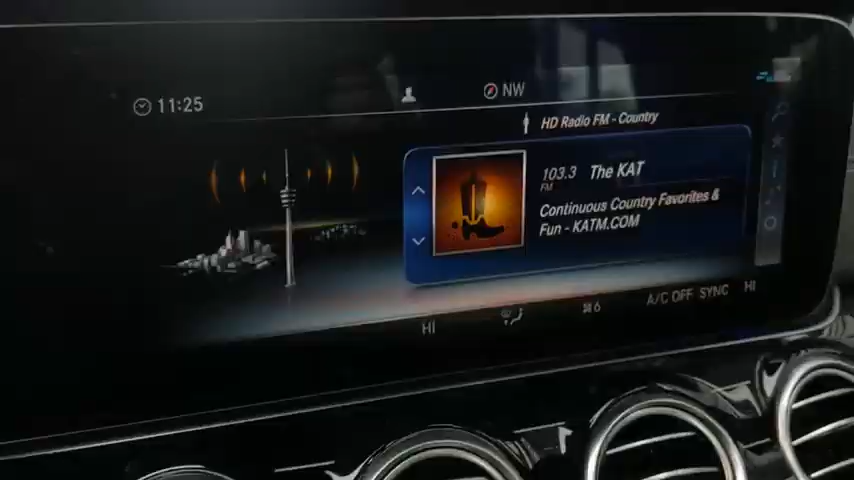 11:25
NW
HD Radio FM - Country
103.3 The KAT
FM
Continuous Country Favorites &
Fun - KATM.COM
HI
6
A/C OFF SYNC HI